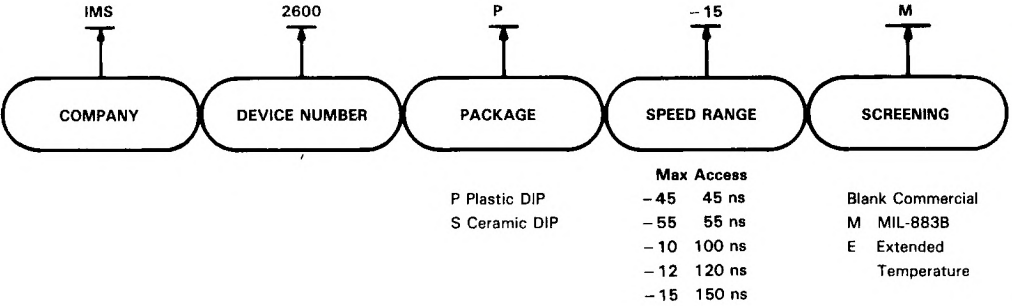 IMS 2600 P -15 M
COMPANY DEVICE NUMBER PACKAGE SPEED RANGE SCREENING
Max Access
P Plastic DIP -45 45 ns Blank Commercial
S Ceramic DIP -55 55 ns M MIL-883B
-10 100 ns E Extended
-12 120 ns Temperature
-15 150 ns